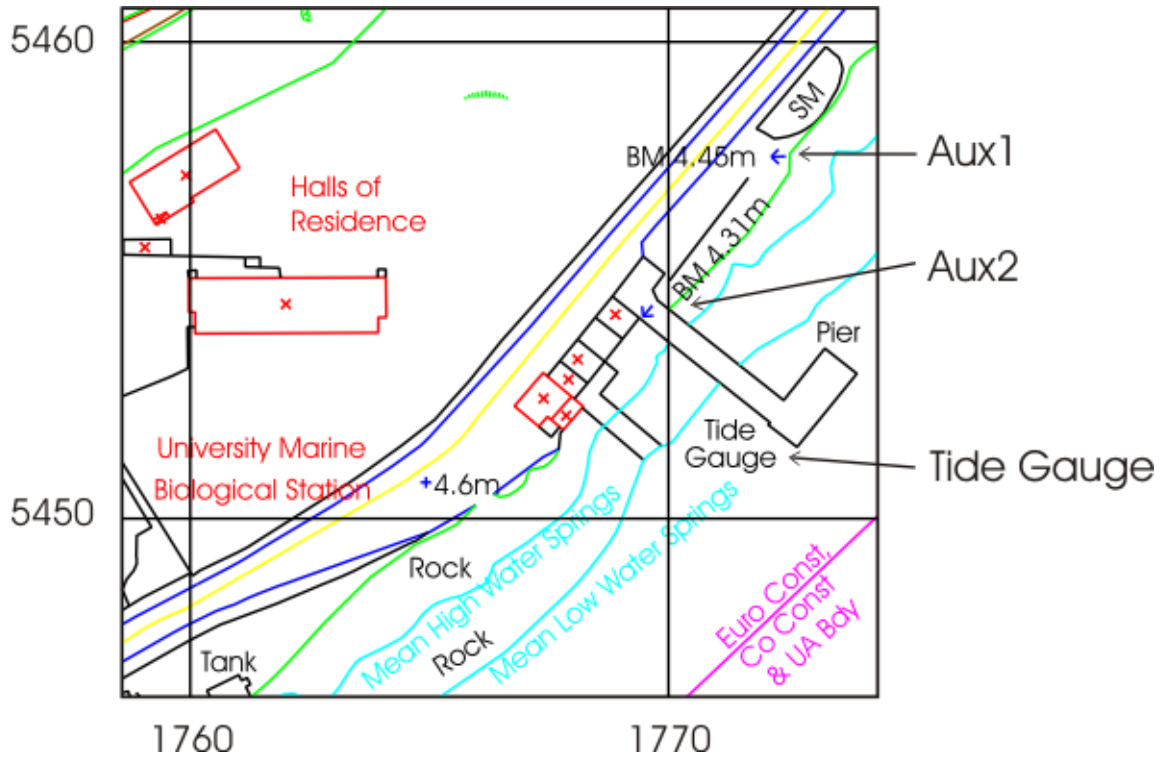 5460
SM
BM 4.45m
Aux1
Halls of
Residence
BM 4.31m
Aux2
Pier
Tide
Gauge
Tide Gauge
University Marine
Biological Station
4.6m
5450
Rock
Mean High Water Springs
Rock
Mean Low Water Springs
Euro Const,
Co Const
& UA Bdy
Tank
1760
1770